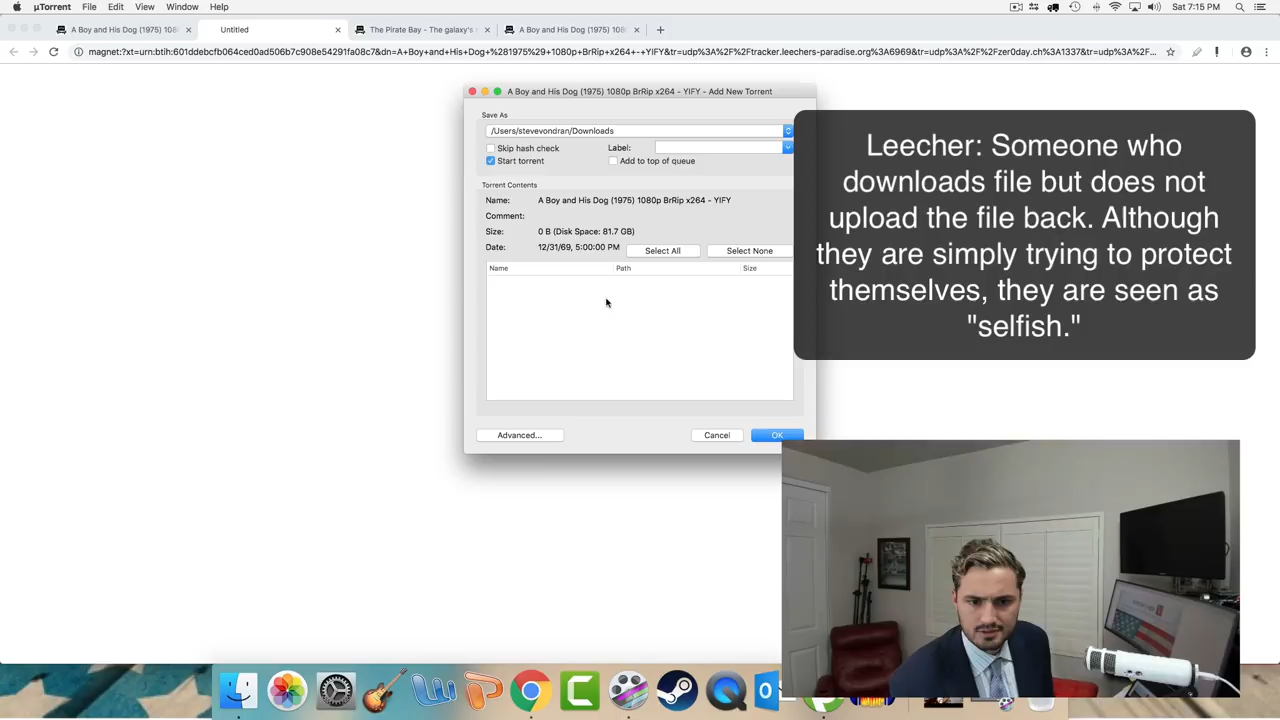 µTorrent File Edit View Window Help
Sat 7:15 PM
A Boy and His Dog (1975) 1080
Untitled
The Pirate Bay - The galaxy's
A Boy and His Dog (1975) 108
magnet:?xt=urn:btih:601ddebcfb064ced0ad506b7c908e54291fa08c7&dn=A+Boy+and+His+Dog+%281975%29+1080p+BrRip+x264+-+YIFY&tr=udp%3A%2F%2Ftracker.leechers-paradise.org%3A6969&tr=udp%3A%2F%2Fzer0day.ch%3A1337&tr=udp%3A%2F%2F...
A Boy and His Dog (1975) 1080p BrRip x264 - YIFY - Add New Torrent
Save As
/Users/stevevondran/Downloads
Skip hash check
Label:
Start torrent
Add to top of queue
Torrent Contents
Name: A Boy and His Dog (1975) 1080p BrRip x264 - YIFY
Comment:
Size: 0 B (Disk Space: 81.7 GB)
Date: 12/31/69, 5:00:00 PM
Select All
Select None
Name Path Size
Advanced...
Cancel
OK
Leecher: Someone who
downloads file but does not
upload the file back. Although
they are simply trying to protect
themselves, they are seen as
"selfish."